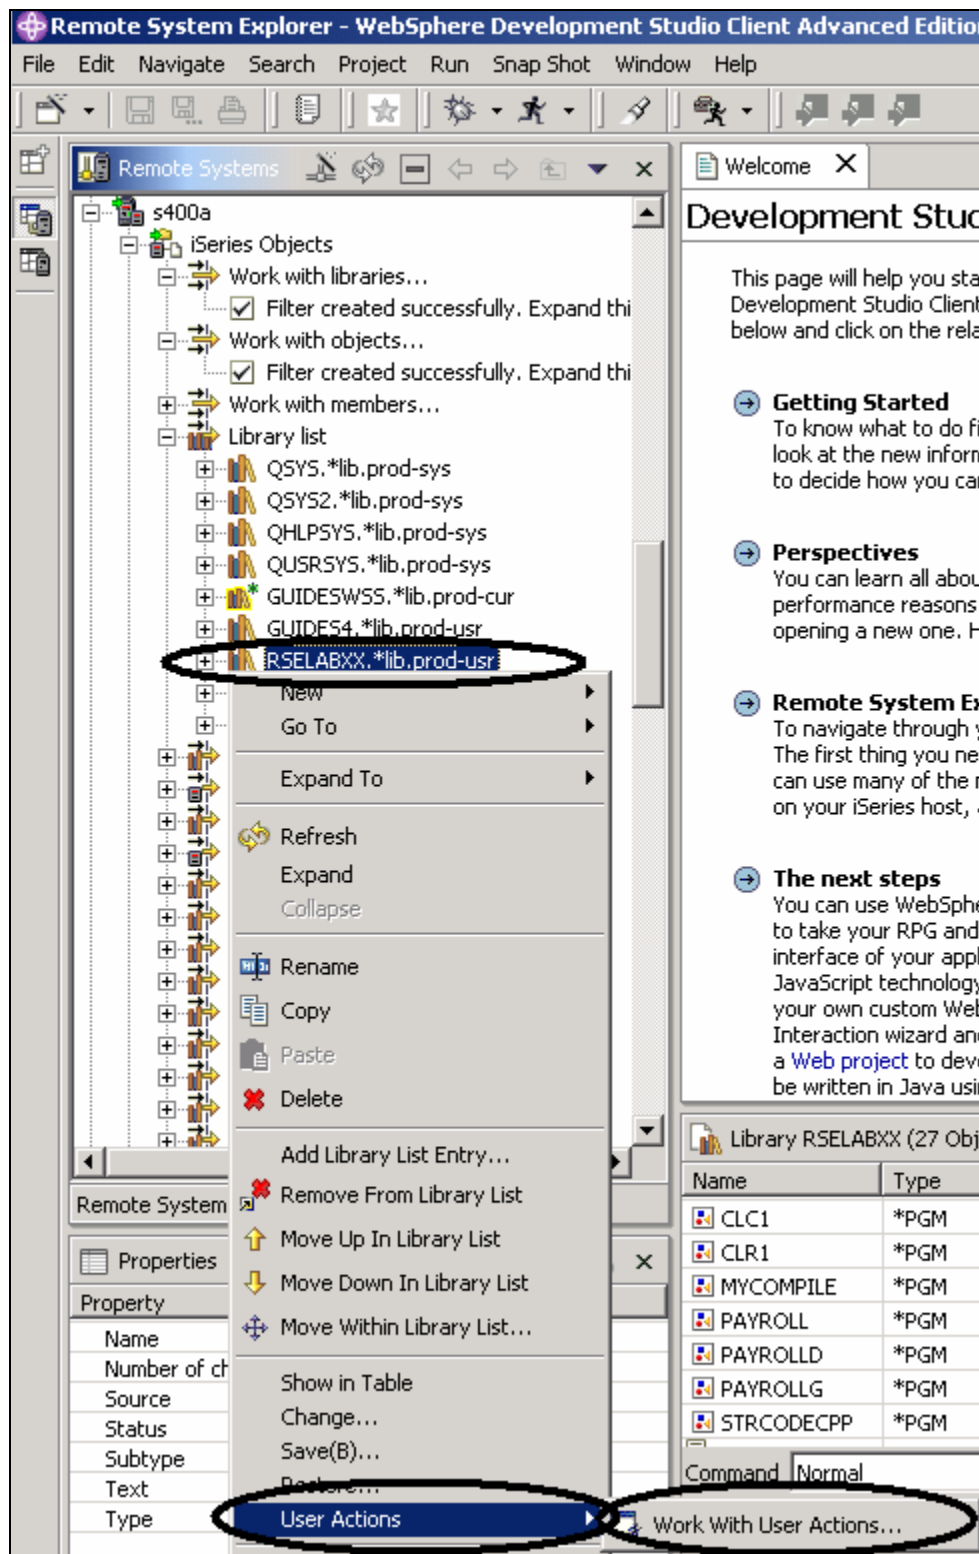 Remote System Explorer - WebSphere Development Studio Client Advanced Editio
File Edit Navigate Search Project Run Snap Shot Window Help
Remote Systems
s400a
iSeries Objects
Work with libraries...
Filter created successfully. Expand thi
Work with objects...
Filter created successfully. Expand thi
Work with members...
Library list
QSYS.*lib.prod-sys
QSYS2.*lib.prod-sys
QHLPSYS.*lib.prod-sys
QUSRSYS.*lib.prod-sys
GUIDESWSS.*lib.prod-cur
GUIDES4.*lib.prod-usr
RSELABXX.*lib.prod-usr
New
Go To
Expand To
Refresh
Expand
Collapse
Rename
Copy
Paste
Delete
Add Library List Entry...
Remove From Library List
Move Up In Library List
Move Down In Library List
Move Within Library List...
Show in Table
Change...
Save(B)...
Restore...
User Actions
Work With User Actions...
Remote System
Properties
Property
Name
Number of ch
Source
Status
Subtype
Text
Type
Welcome
Development Stud
This page will help you sta
Development Studio Client
below and click on the rela
Getting Started
To know what to do fi
look at the new inform
to decide how you ca
Perspectives
You can learn all abou
performance reasons
opening a new one. H
Remote System Ex
To navigate through y
The first thing you ne
can use many of the
on your iSeries host,
The next steps
You can use WebSphe
to take your RPG and
interface of your appl
JavaScript technology
your own custom Web
Interaction wizard and
a Web project to deve
be written in Java usi
Library RSELABXX (27 Obj
Name Type
CLC1 *PGM
CLR1 *PGM
MYCOMPILE *PGM
PAYROLL *PGM
PAYROLLD *PGM
PAYROLLG *PGM
STRCODECPP *PGM
Command Normal